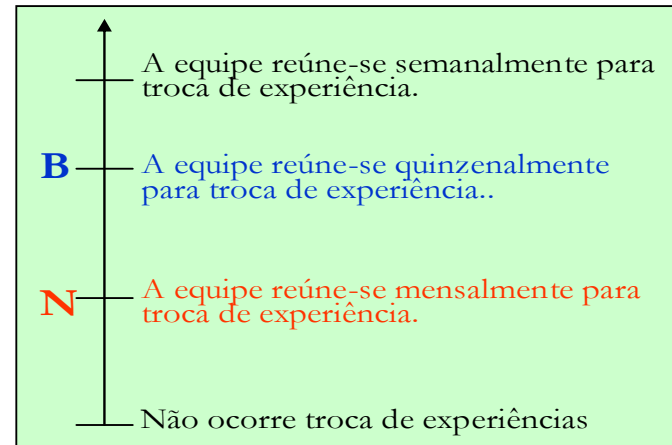 A equipe reúne-se semanalmente para
troca de experiência.
B
A equipe reúne-se quinzenalmente
para troca de experiência..
N
A equipe reúne-se mensalmente para
troca de experiência.
Não ocorre troca de experiências